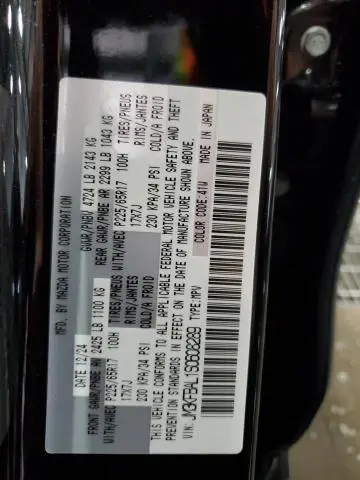 MFD. BY MAZDA MOTOR CORPORATION
DATE: 12/24 GVWR/PNBV 4724 LB 2143 KG
FRONT GAWR/PNBE AV 2425 LB 1100 KG REAR GAWR/PNBE AR 2299 LB 1043 KG
WITH/AVEC P225/65R17 100H TIRES/PNEUS WITH/AVEC P225/65R17 100H TIRES/PNEUS
17X7J RIMS/JANTES 17X7J RIMS/JANTES
230 KPA/34 PSI COLD/A FROID 230 KPA/34 PSI COLD/A FROID
THIS VEHICLE CONFORMS TO ALL APPLICABLE FEDERAL MOTOR VEHICLE SAFETY AND THEFT
PREVENTION STANDARDS IN EFFECT ON THE DATE OF MANUFACTURE SHOWN ABOVE.
VIN: TYPE:MPV COLOR CODE:41W MADE IN JAPAN